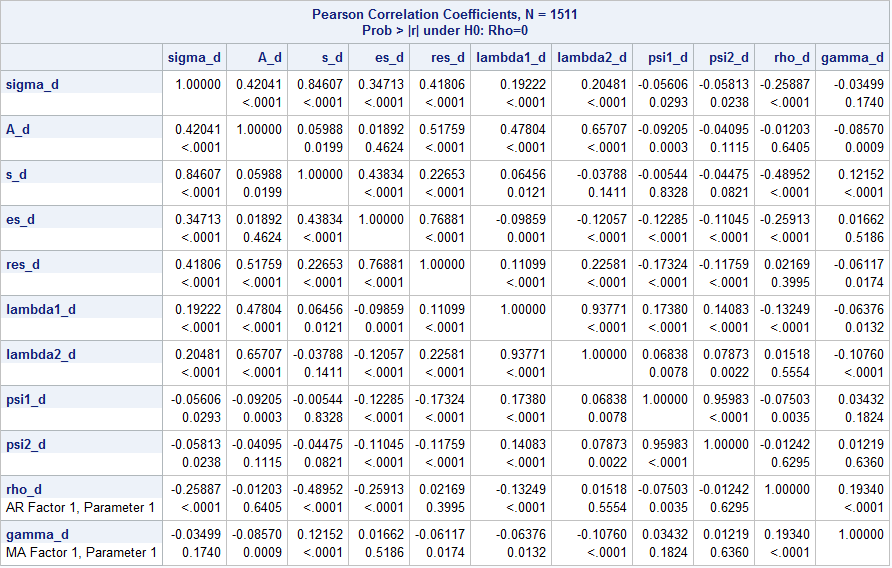 Pearson Correlation Coefficients, N = 1511
Prob > |r| under H0: Rho=0
sigma_d A_d s_d es_d res_d lambda1_d lambda2_d psi1_d psi2_d rho_d gamma_d
sigma_d 1.00000 0.42041 0.84607 0.34713 0.41806 0.19222 0.20481 -0.05606 -0.05813 -0.25887 -0.03499
<.0001 <.0001 <.0001 <.0001 <.0001 <.0001 0.0293 0.0238 <.0001 0.1740
A_d 0.42041 1.00000 0.05988 0.01892 0.51759 0.47804 0.65707 -0.09205 -0.04095 -0.01203 -0.08570
<.0001 0.0199 0.4624 <.0001 <.0001 <.0001 0.0003 0.1115 0.6405 0.0009
s_d 0.84607 0.05988 1.00000 0.43834 0.22653 0.06456 -0.03788 -0.00544 -0.04475 -0.48952 0.12152
<.0001 0.0199 <.0001 <.0001 0.0121 0.1411 0.8328 0.0821 <.0001 <.0001
es_d 0.34713 0.01892 0.43834 1.00000 0.76881 -0.09859 -0.12057 -0.12285 -0.11045 -0.25913 0.01662
<.0001 0.4624 <.0001 <.0001 0.0001 <.0001 <.0001 <.0001 <.0001 0.5186
res_d 0.41806 0.51759 0.22653 0.76881 1.00000 0.11099 0.22581 -0.17324 -0.11759 0.02169 -0.06117
<.0001 <.0001 <.0001 <.0001 <.0001 <.0001 <.0001 <.0001 0.3995 0.0174
lambda1_d 0.19222 0.47804 0.06456 -0.09859 0.11099 1.00000 0.93771 0.17380 0.14083 -0.13249 -0.06376
<.0001 <.0001 0.0121 0.0001 <.0001 <.0001 <.0001 <.0001 <.0001 0.0132
lambda2_d 0.20481 0.65707 -0.03788 -0.12057 0.22581 0.93771 1.00000 0.06838 0.07873 0.01518 -0.10760
<.0001 <.0001 0.1411 <.0001 <.0001 <.0001 0.0078 0.0022 0.5554 <.0001
psi1_d -0.05606 -0.09205 -0.00544 -0.12285 -0.17324 0.17380 0.06838 1.00000 0.95983 -0.07503 0.03432
0.0293 0.0003 0.8328 <.0001 <.0001 <.0001 0.0078 <.0001 0.0035 0.1824
psi2_d -0.05813 -0.04095 -0.04475 -0.11045 -0.11759 0.14083 0.07873 0.95983 1.00000 -0.01242 0.01219
0.0238 0.1115 0.0821 <.0001 <.0001 <.0001 0.0022 <.0001 0.6295 0.6360
rho_d -0.25887 -0.01203 -0.48952 -0.25913 0.02169 -0.13249 0.01518 -0.07503 -0.01242 1.00000 0.19340
AR Factor 1, Parameter 1 <.0001 0.6405 <.0001 <.0001 0.3995 <.0001 0.5554 0.0035 0.6295 <.0001
gamma_d -0.03499 -0.08570 0.12152 0.01662 -0.06117 -0.06376 -0.10760 0.03432 0.01219 0.19340 1.00000
MA Factor 1, Parameter 1 0.1740 0.0009 <.0001 0.5186 0.0174 0.0132 <.0001 0.1824 0.6360 <.0001